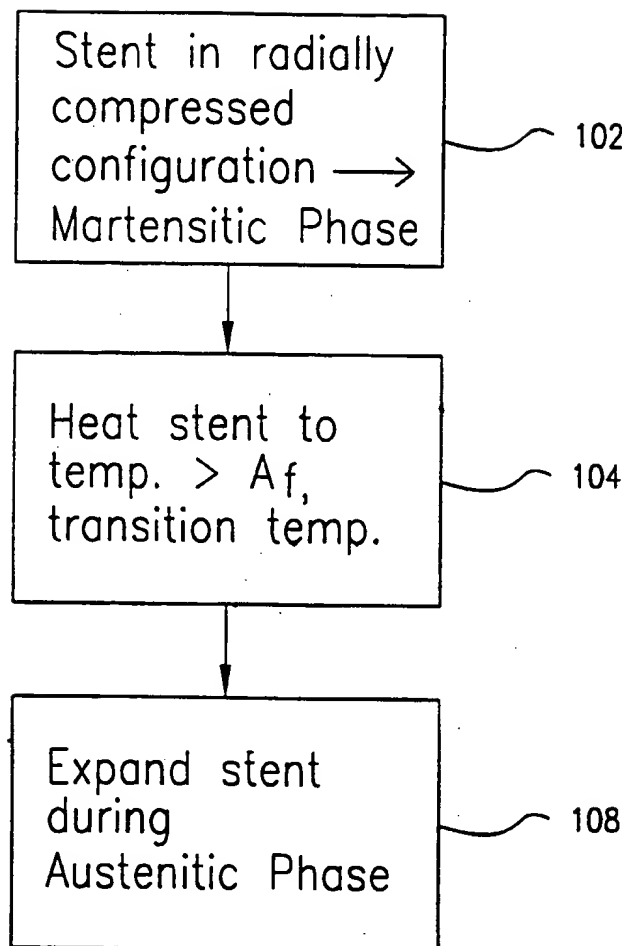 Stent in radially
compressed
configuration →
Martensitic Phase
102
Heat stent to
temp. > Af,
transition temp.
104
Expand stent
during
Austenitic Phase
108